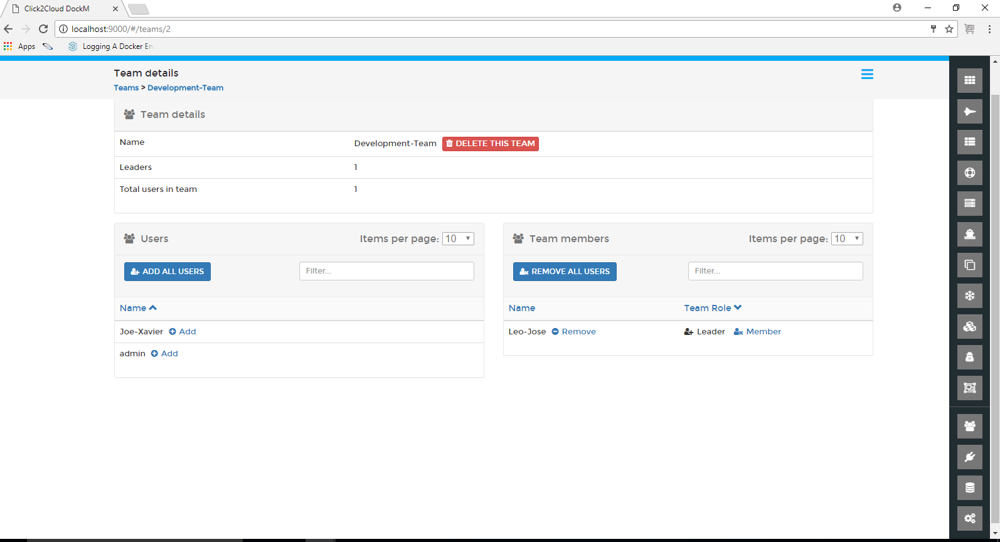 Click2Cloud DockM
localhost:9000/#/teams/2
Apps
Logging A Docker En
Team details
Teams > Development-Team
Team details
Name Development-Team DELETE THIS TEAM
Leaders 1
Total users in team 1
Users Items per page: 10
ADD ALL USERS Filter...
Name
Joe-Xavier Add
admin Add
Team members Items per page: 10
REMOVE ALL USERS Filter...
Name Team Role
Leo-Jose Remove Leader Member